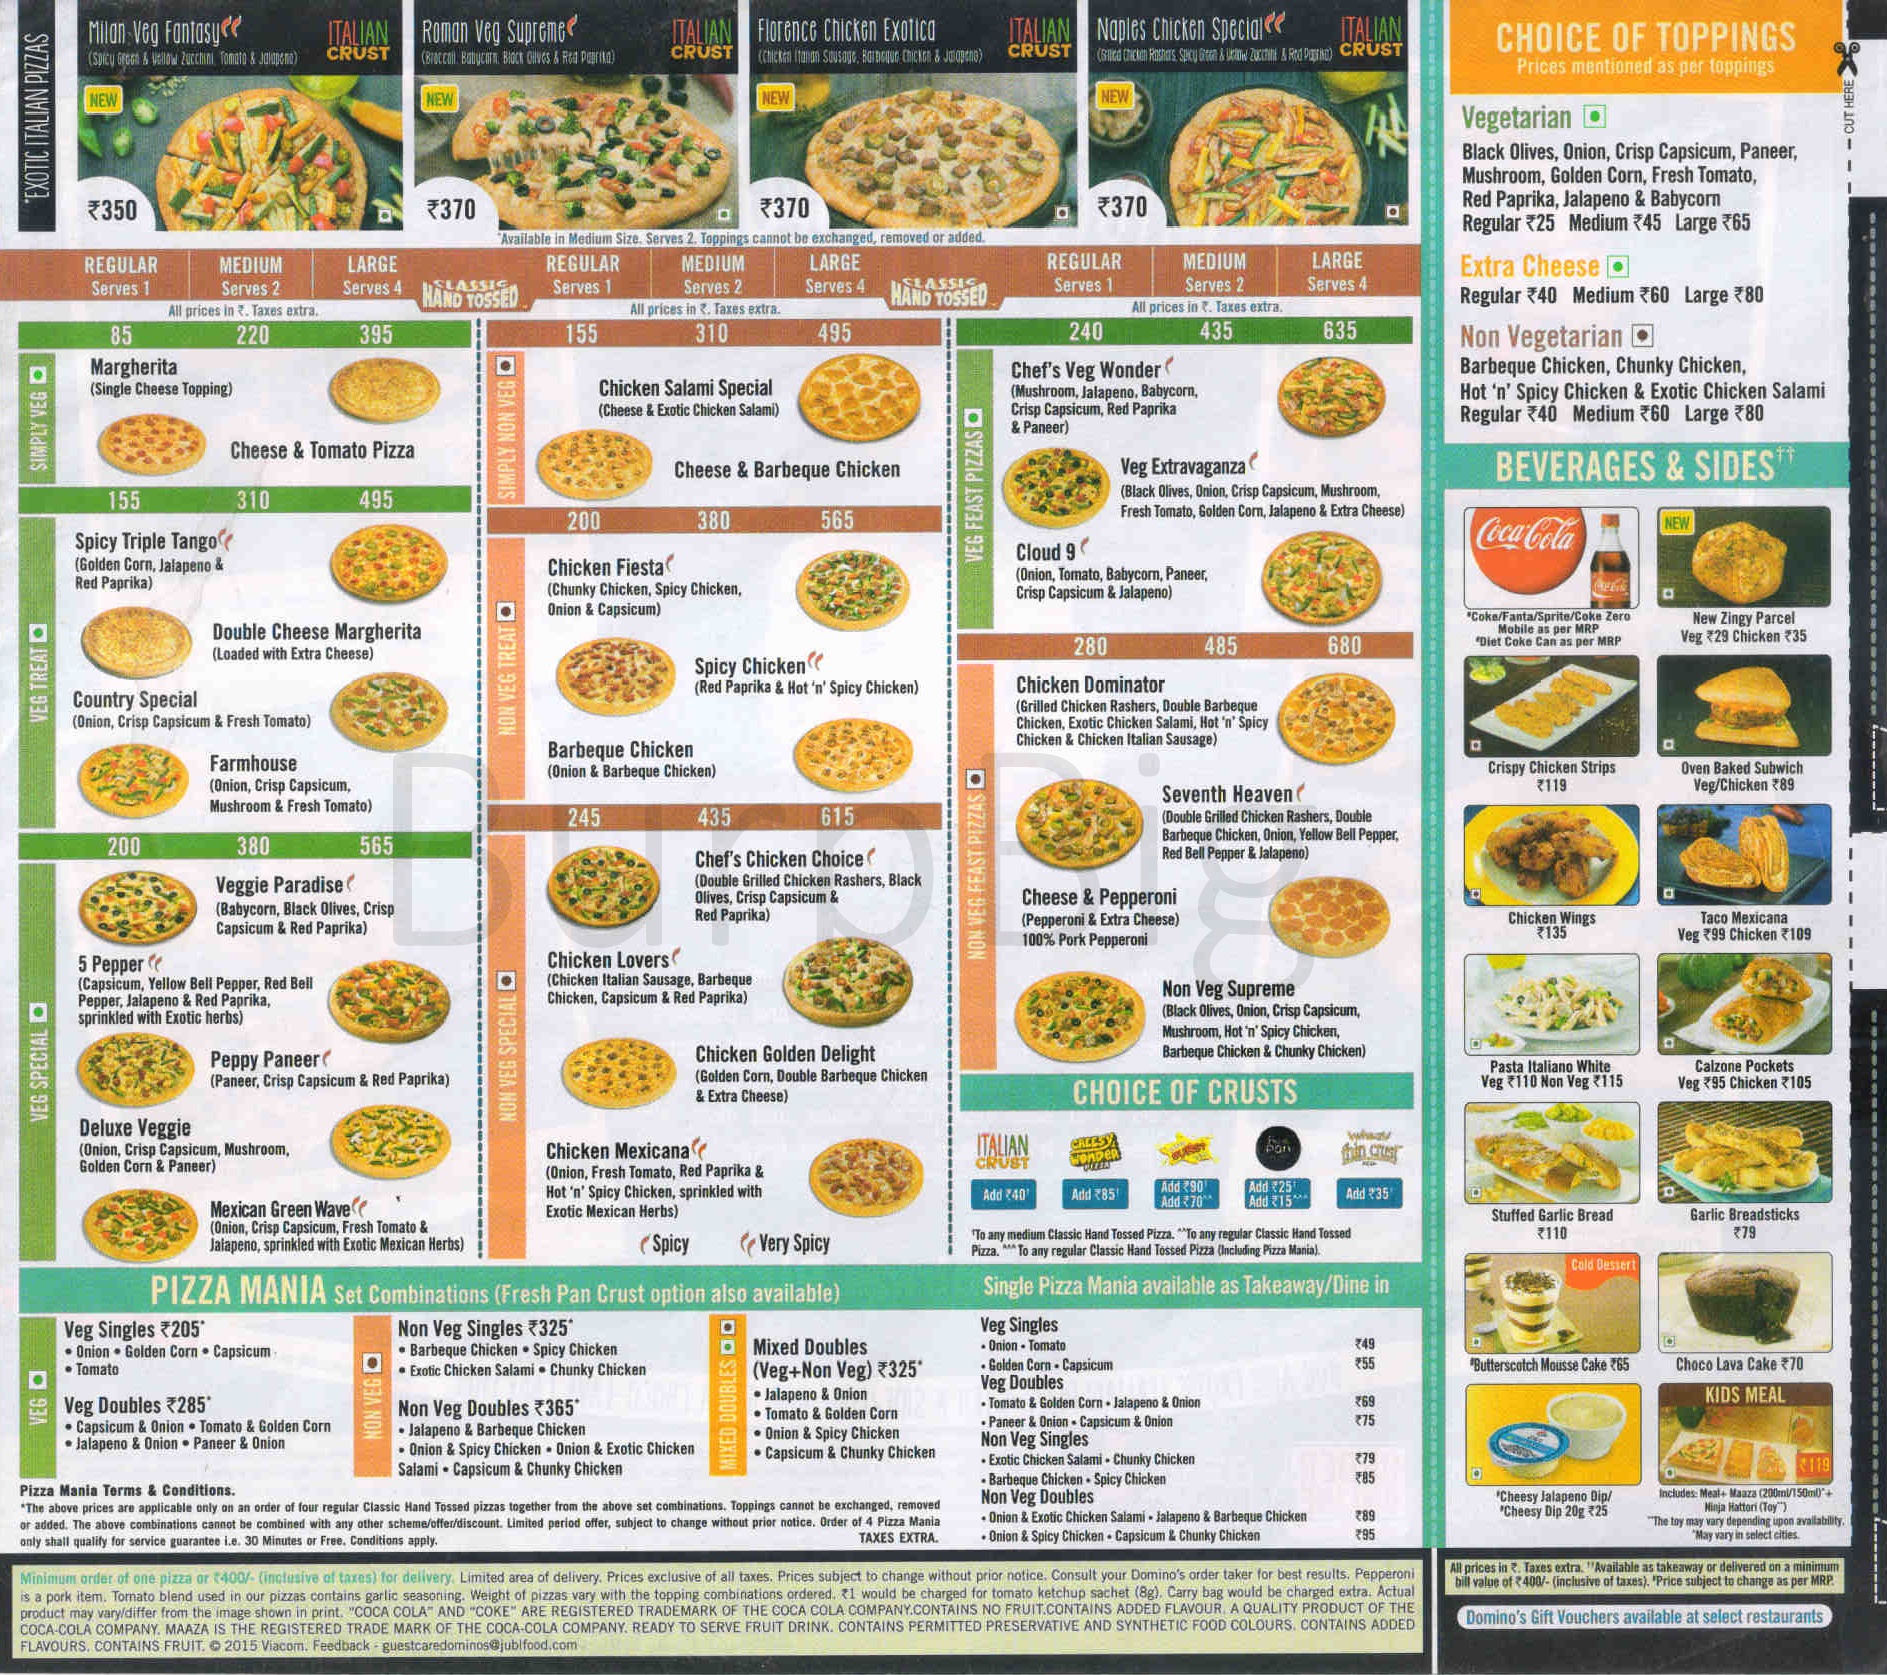 *EXOTIC ITALIAN PIZZAS
Milan Veg Fantasy
(Spicy Green & Yellow Zucchini, Tomato & Jalapeno)
ITALIAN CRUST
NEW
₹350
Roman Veg Supreme
(Broccoli, Babycorn, Black Olives & Red Paprika)
ITALIAN CRUST
NEW
₹370
Florence Chicken Exotica
(Chicken Italian Sausage, Barbeque Chicken & Jalapeno)
ITALIAN CRUST
NEW
₹370
Naples Chicken Special
(Grilled Chicken Rashers, Spicy Green & Yellow Zucchini & Red Paprika)
ITALIAN CRUST
NEW
₹370
*Available in Medium Size. Serves 2. Toppings cannot be exchanged, removed or added.
REGULAR MEDIUM LARGE
Serves 1 Serves 2 Serves 4
CLASSIC HAND TOSSED
All prices in ₹. Taxes extra.
85 220 395
SIMPLY VEG
Margherita
(Single Cheese Topping)
Cheese & Tomato Pizza
155 310 495
VEG TREAT
Spicy Triple Tango
(Golden Corn, Jalapeno &
Red Paprika)
Double Cheese Margherita
(Loaded with Extra Cheese)
Country Special
(Onion, Crisp Capsicum & Fresh Tomato)
Farmhouse
(Onion, Crisp Capsicum,
Mushroom & Fresh Tomato)
200 380 565
VEG SPECIAL
Veggie Paradise
(Babycorn, Black Olives, Crisp
Capsicum & Red Paprika)
5 Pepper
(Capsicum, Yellow Bell Pepper, Red Bell
Pepper, Jalapeno & Red Paprika,
sprinkled with Exotic herbs)
Peppy Paneer
(Paneer, Crisp Capsicum & Red Paprika)
Deluxe Veggie
(Onion, Crisp Capsicum, Mushroom,
Golden Corn & Paneer)
Mexican Green Wave
(Onion, Crisp Capsicum, Fresh Tomato &
Jalapeno, sprinkled with Exotic Mexican Herbs)
REGULAR MEDIUM LARGE
Serves 1 Serves 2 Serves 4
CLASSIC HAND TOSSED
All prices in ₹. Taxes extra.
155 310 495
SIMPLY NON VEG
Chicken Salami Special
(Cheese & Exotic Chicken Salami)
Cheese & Barbeque Chicken
200 380 565
NON VEG TREAT
Chicken Fiesta
(Chunky Chicken, Spicy Chicken,
Onion & Capsicum)
Spicy Chicken
(Red Paprika & Hot 'n' Spicy Chicken)
Barbeque Chicken
(Onion & Barbeque Chicken)
245 435 615
NON VEG SPECIAL
Chef's Chicken Choice
(Double Grilled Chicken Rashers, Black
Olives, Crisp Capsicum &
Red Paprika)
Chicken Lovers
(Chicken Italian Sausage, Barbeque
Chicken, Capsicum & Red Paprika)
Chicken Golden Delight
(Golden Corn, Double Barbeque Chicken
& Extra Cheese)
Chicken Mexicana
(Onion, Fresh Tomato, Red Paprika &
Hot 'n' Spicy Chicken, sprinkled with
Exotic Mexican Herbs)
Spicy Very Spicy
REGULAR MEDIUM LARGE
Serves 1 Serves 2 Serves 4
All prices in ₹. Taxes extra.
240 435 635
VEG FEAST PIZZAS
Chef's Veg Wonder
(Mushroom, Jalapeno, Babycorn,
Crisp Capsicum, Red Paprika
& Paneer)
Veg Extravaganza
(Black Olives, Onion, Crisp Capsicum, Mushroom,
Fresh Tomato, Golden Corn, Jalapeno & Extra Cheese)
Cloud 9
(Onion, Tomato, Babycorn, Paneer,
Crisp Capsicum & Jalapeno)
280 485 680
NON VEG FEAST PIZZAS
Chicken Dominator
(Grilled Chicken Rashers, Double Barbeque
Chicken, Exotic Chicken Salami, Hot 'n' Spicy
Chicken & Chicken Italian Sausage)
Seventh Heaven
(Double Grilled Chicken Rashers, Double
Barbeque Chicken, Onion, Yellow Bell Pepper,
Red Bell Pepper & Jalapeno)
Cheese & Pepperoni
(Pepperoni & Extra Cheese)
100% Pork Pepperoni
Non Veg Supreme
(Black Olives, Onion, Crisp Capsicum,
Mushroom, Hot 'n' Spicy Chicken,
Barbeque Chicken & Chunky Chicken)
BurpBig
CHOICE OF CRUSTS
ITALIAN CRUST
Add ₹40†
CHEESY WONDER PIZZA
Add ₹85†
BURST
Add ₹90†
Add ₹70^^
Pan
Add ₹25†
Add ₹15^^^
Wheat thin crust
Add ₹35†
†To any medium Classic Hand Tossed Pizza. ^^To any regular Classic Hand Tossed
Pizza. ^^^To any regular Classic Hand Tossed Pizza (Including Pizza Mania).
PIZZA MANIA Set Combinations (Fresh Pan Crust option also available)
VEG
Veg Singles ₹205*
• Onion • Golden Corn • Capsicum
• Tomato
Veg Doubles ₹285*
• Capsicum & Onion • Tomato & Golden Corn
• Jalapeno & Onion • Paneer & Onion
NON VEG
Non Veg Singles ₹325*
• Barbeque Chicken • Spicy Chicken
• Exotic Chicken Salami • Chunky Chicken
Non Veg Doubles ₹365*
• Jalapeno & Barbeque Chicken
• Onion & Spicy Chicken • Onion & Exotic Chicken
Salami • Capsicum & Chunky Chicken
MIXED DOUBLES
Mixed Doubles
(Veg+Non Veg) ₹325*
• Jalapeno & Onion
• Tomato & Golden Corn
• Onion & Spicy Chicken
• Capsicum & Chunky Chicken
Single Pizza Mania available as Takeaway/Dine in
Veg Singles
• Onion • Tomato ₹49
• Golden Corn • Capsicum ₹55
Veg Doubles
• Tomato & Golden Corn • Jalapeno & Onion ₹69
• Paneer & Onion • Capsicum & Onion ₹75
Non Veg Singles
• Exotic Chicken Salami • Chunky Chicken ₹79
• Barbeque Chicken • Spicy Chicken ₹85
Non Veg Doubles
• Onion & Exotic Chicken Salami • Jalapeno & Barbeque Chicken ₹89
• Onion & Spicy Chicken • Capsicum & Chunky Chicken ₹95
Pizza Mania Terms & Conditions.
*The above prices are applicable only on an order of four regular Classic Hand Tossed pizzas together from the above set combinations. Toppings cannot be exchanged, removed
or added. The above combinations cannot be combined with any other scheme/offer/discount. Limited period offer, subject to change without prior notice. Order of 4 Pizza Mania
only shall qualify for service guarantee i.e. 30 Minutes or Free. Conditions apply. TAXES EXTRA.
Minimum order of one pizza or ₹400/- (inclusive of taxes) for delivery. Limited area of delivery. Prices exclusive of all taxes. Prices subject to change without prior notice. Consult your Domino's order taker for best results. Pepperoni
is a pork item. Tomato blend used in our pizzas contains garlic seasoning. Weight of pizzas vary with the topping combinations ordered. ₹1 would be charged for tomato ketchup sachet (8g). Carry bag would be charged extra. Actual
product may vary/differ from the image shown in print. "COCA COLA" AND "COKE" ARE REGISTERED TRADEMARK OF THE COCA COLA COMPANY.CONTAINS NO FRUIT.CONTAINS ADDED FLAVOUR. A QUALITY PRODUCT OF THE
COCA-COLA COMPANY. MAAZA IS THE REGISTERED TRADE MARK OF THE COCA-COLA COMPANY. READY TO SERVE FRUIT DRINK. CONTAINS PERMITTED PRESERVATIVE AND SYNTHETIC FOOD COLOURS. CONTAINS ADDED
FLAVOURS. CONTAINS FRUIT. © 2015 Viacom. Feedback - guestcaredominos@jublfood.com
CHOICE OF TOPPINGS
Prices mentioned as per toppings
CUT HERE
Vegetarian
Black Olives, Onion, Crisp Capsicum, Paneer,
Mushroom, Golden Corn, Fresh Tomato,
Red Paprika, Jalapeno & Babycorn
Regular ₹25 Medium ₹45 Large ₹65
Extra Cheese
Regular ₹40 Medium ₹60 Large ₹80
Non Vegetarian
Barbeque Chicken, Chunky Chicken,
Hot 'n' Spicy Chicken & Exotic Chicken Salami
Regular ₹40 Medium ₹60 Large ₹80
BEVERAGES & SIDES††
Coca-Cola
#Coke/Fanta/Sprite/Coke Zero
Mobile as per MRP
#Diet Coke Can as per MRP
NEW
New Zingy Parcel
Veg ₹29 Chicken ₹35
Crispy Chicken Strips
₹119
Oven Baked Subwich
Veg/Chicken ₹89
Chicken Wings
₹135
Taco Mexicana
Veg ₹99 Chicken ₹109
Pasta Italiano White
Veg ₹110 Non Veg ₹115
Calzone Pockets
Veg ₹95 Chicken ₹105
Stuffed Garlic Bread
₹110
Garlic Breadsticks
₹79
Cold Dessert
#Butterscotch Mousse Cake ₹65
Choco Lava Cake ₹70
#Cheesy Jalapeno Dip/
#Cheesy Dip 20g ₹25
KIDS MEAL
₹119
Includes: Meal+ Maaza (200ml/150ml)^+
Ninja Hattori (Toy^^)
^^The toy may vary depending upon availability.
^May vary in select cities.
All prices in ₹. Taxes extra. ††Available as takeaway or delivered on a minimum
bill value of ₹400/- (inclusive of taxes). #Price subject to change as per MRP.
Domino's Gift Vouchers available at select restaurants